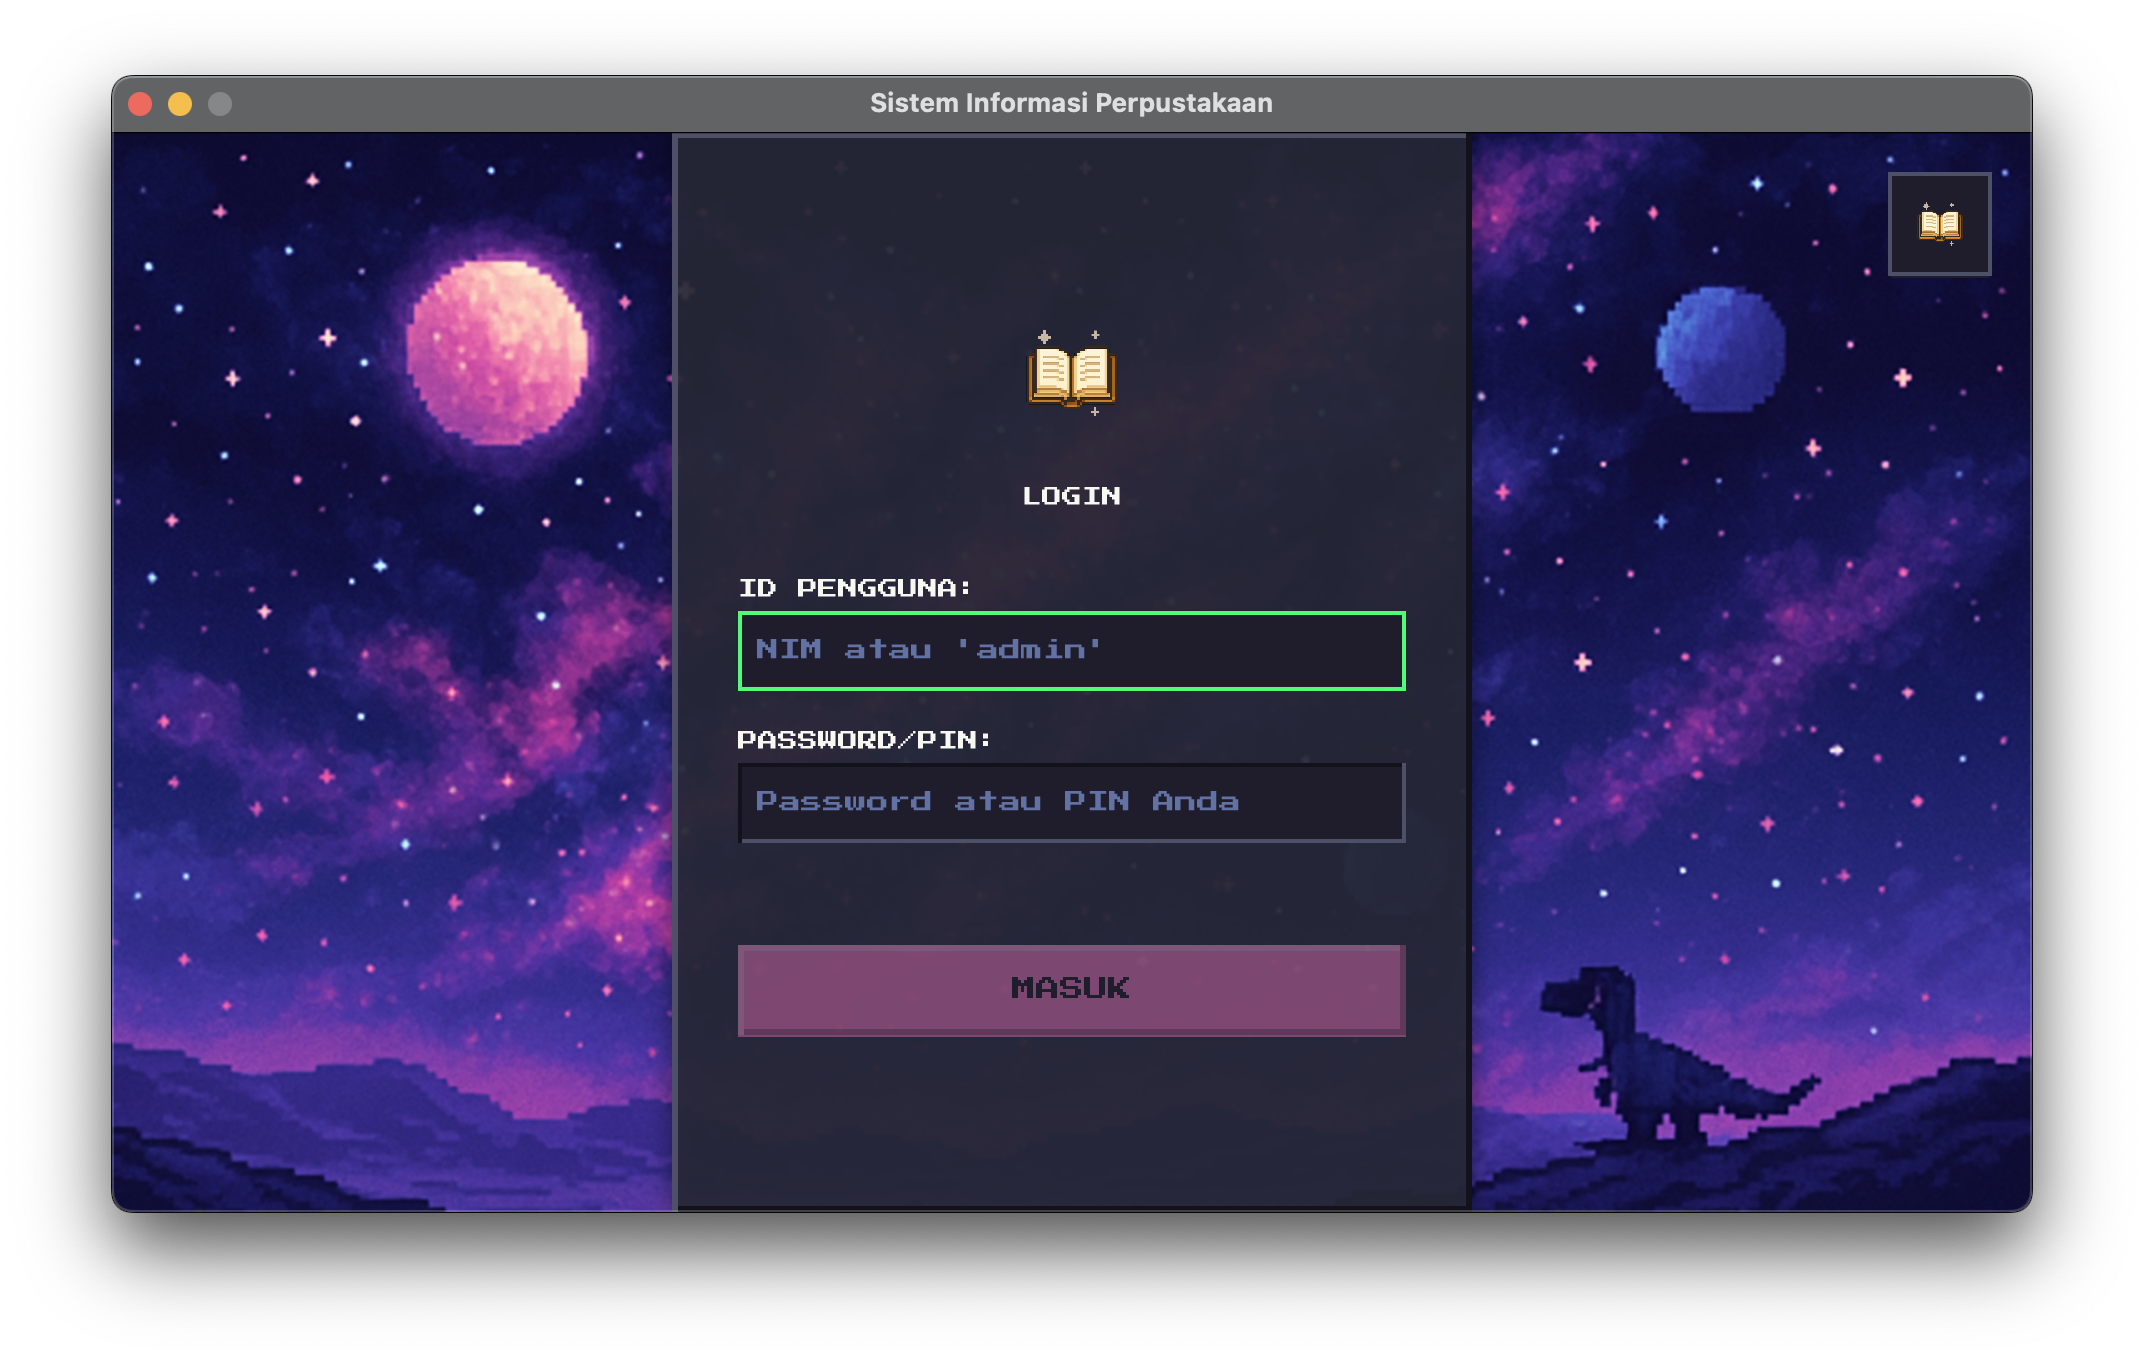 Sistem Informasi Perpustakaan
LOGIN
ID PENGGUNA:
NIM atau 'admin'
PASSWORD/PIN:
Password atau PIN Anda
MASUK